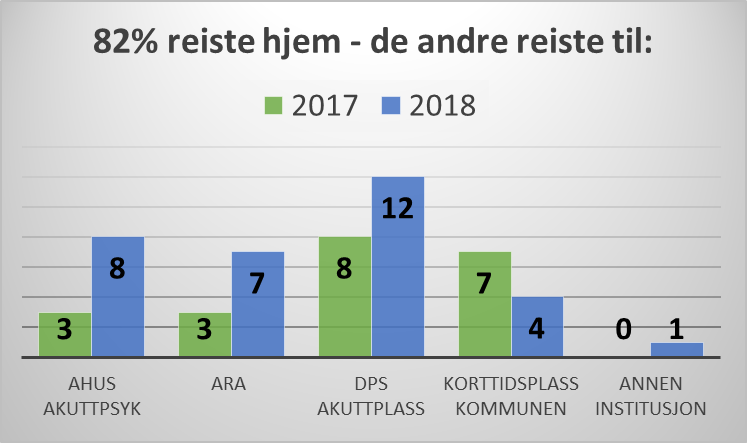 82% reiste hjem - de andre reiste til:
2017 2018
3 8 3 7 8 12 7 4 0 1
AHUS AKUTTPSYK
ARA
DPS AKUTTPLASS
KORTTIDSPLASS KOMMUNEN
ANNEN INSTITUSJON